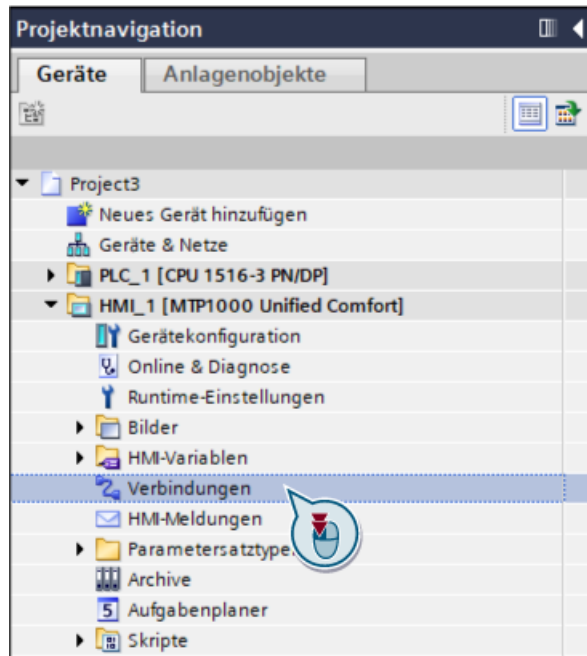 Projektnavigation
Geräte Anlagenobjekte
Project3
Neues Gerät hinzufügen
Geräte & Netze
PLC_1 [CPU 1516-3 PN/DP]
HMI_1 [MTP1000 Unified Comfort]
Gerätekonfiguration
Online & Diagnose
Runtime-Einstellungen
Bilder
HMI-Variablen
Verbindungen
HMI-Meldungen
Parametersatztype
Archive
5 Aufgabenplaner
Skripte